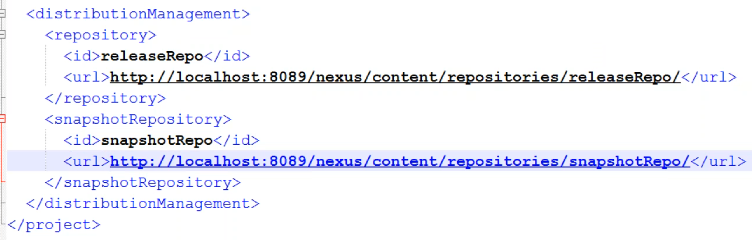 <distributionManagement>
<repository>
<id>releaseRepo</id>
<url>http://localhost:8089/nexus/content/repositories/releaseRepo/</url>
</repository>
<snapshotRepository>
<id>snapshotRepo</id>
<url>http://localhost:8089/nexus/content/repositories/snapshotRepo/</url>
</snapshotRepository>
</distributionManagement>
</project>